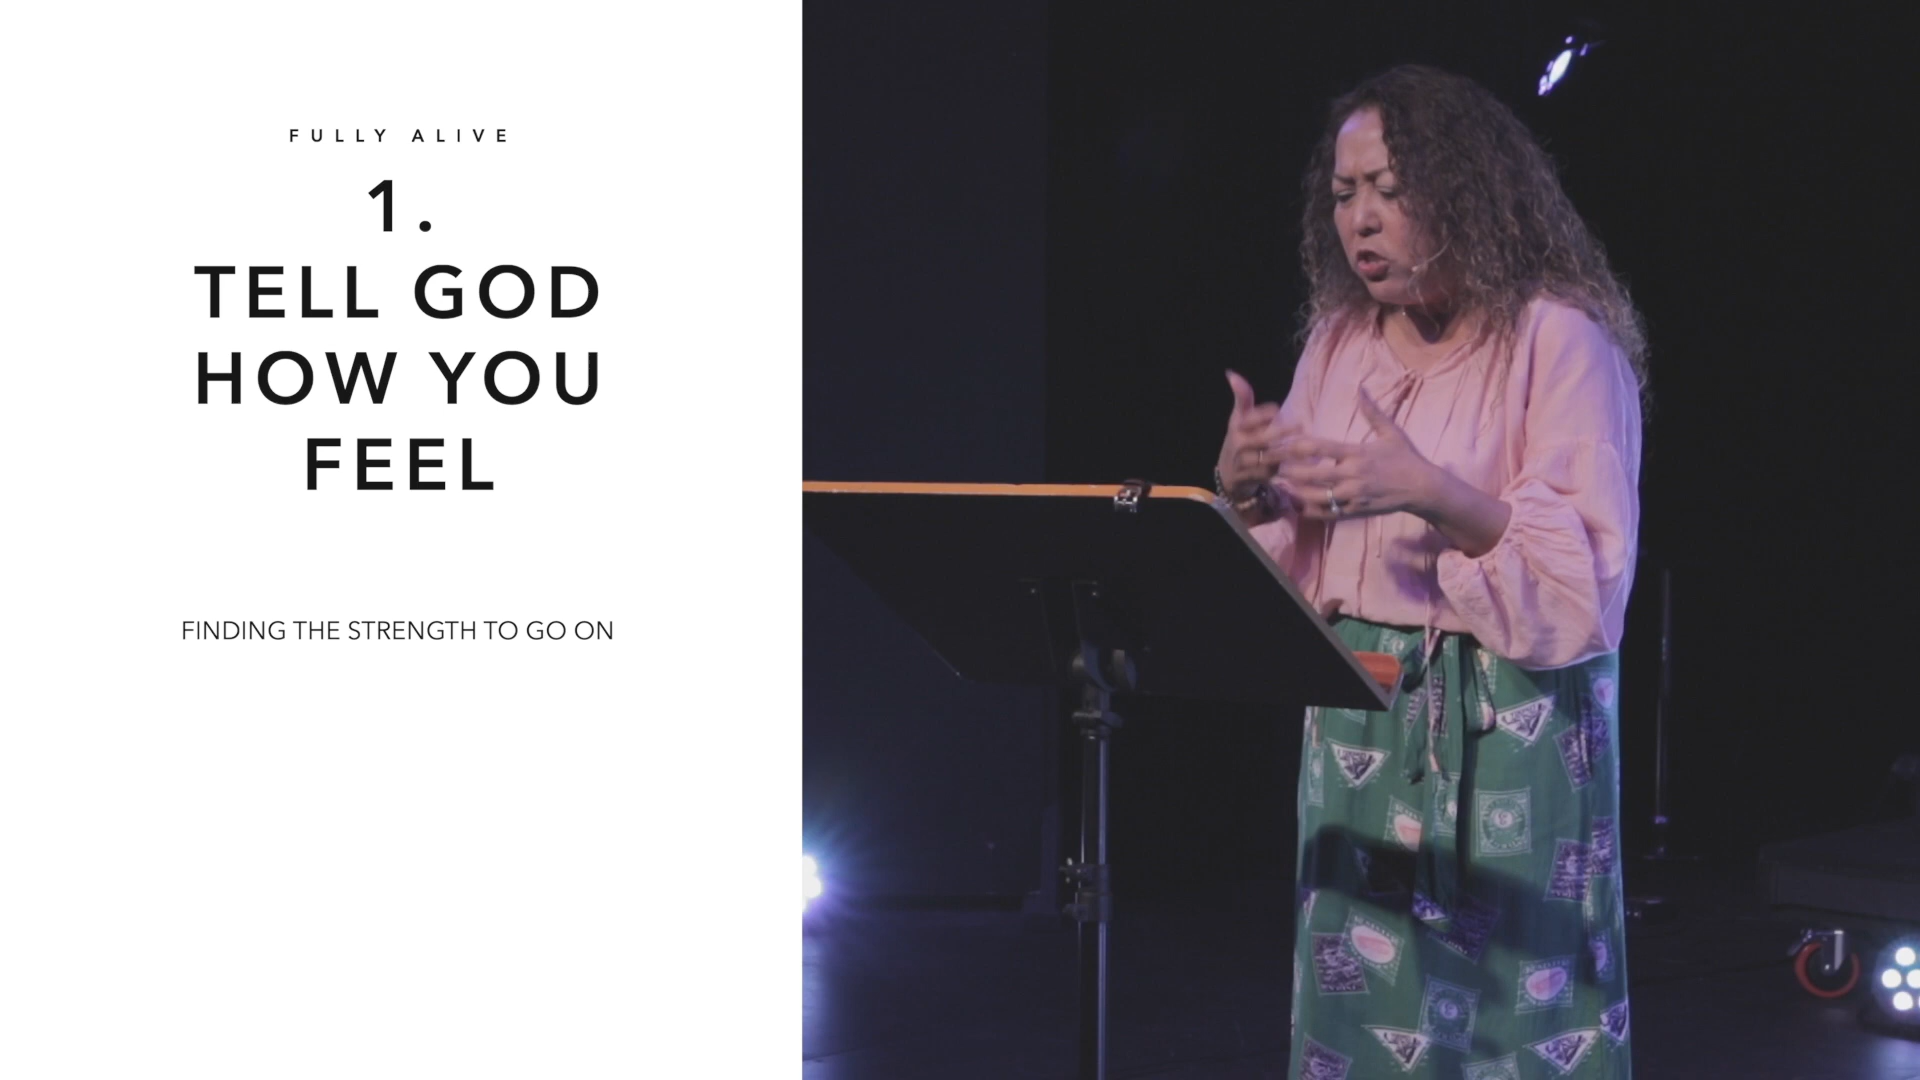 FULLY ALIVE
1.
TELL GOD
HOW YOU
FEEL
FINDING THE STRENGTH TO GO ON